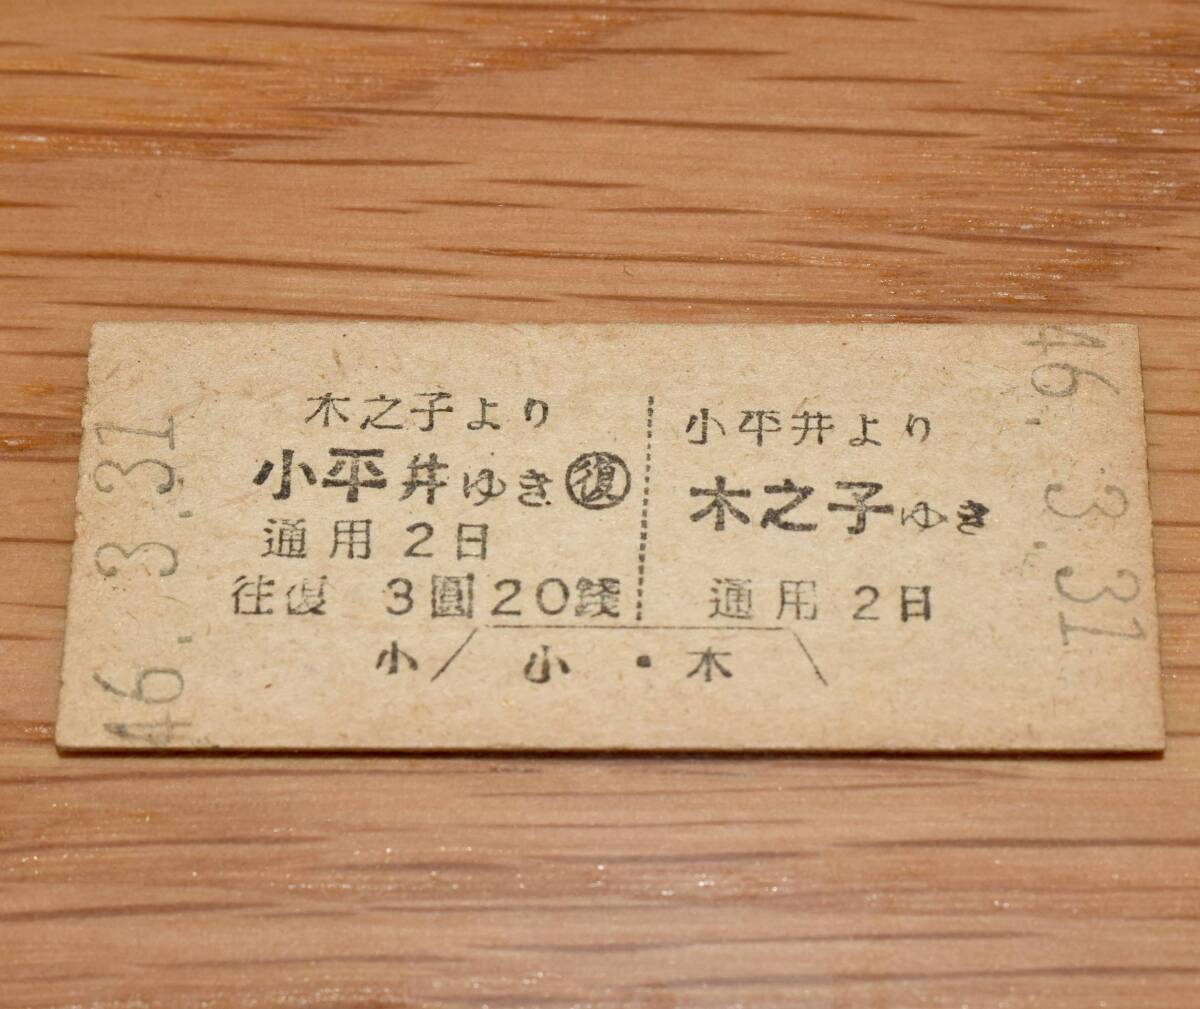 46. 3. 31
木之子より
小平井ゆき㊝
通用 2日
往復 3圓20銭
小平井より
木之子ゆき
通用 2日
小 小・木
46. 3. 31